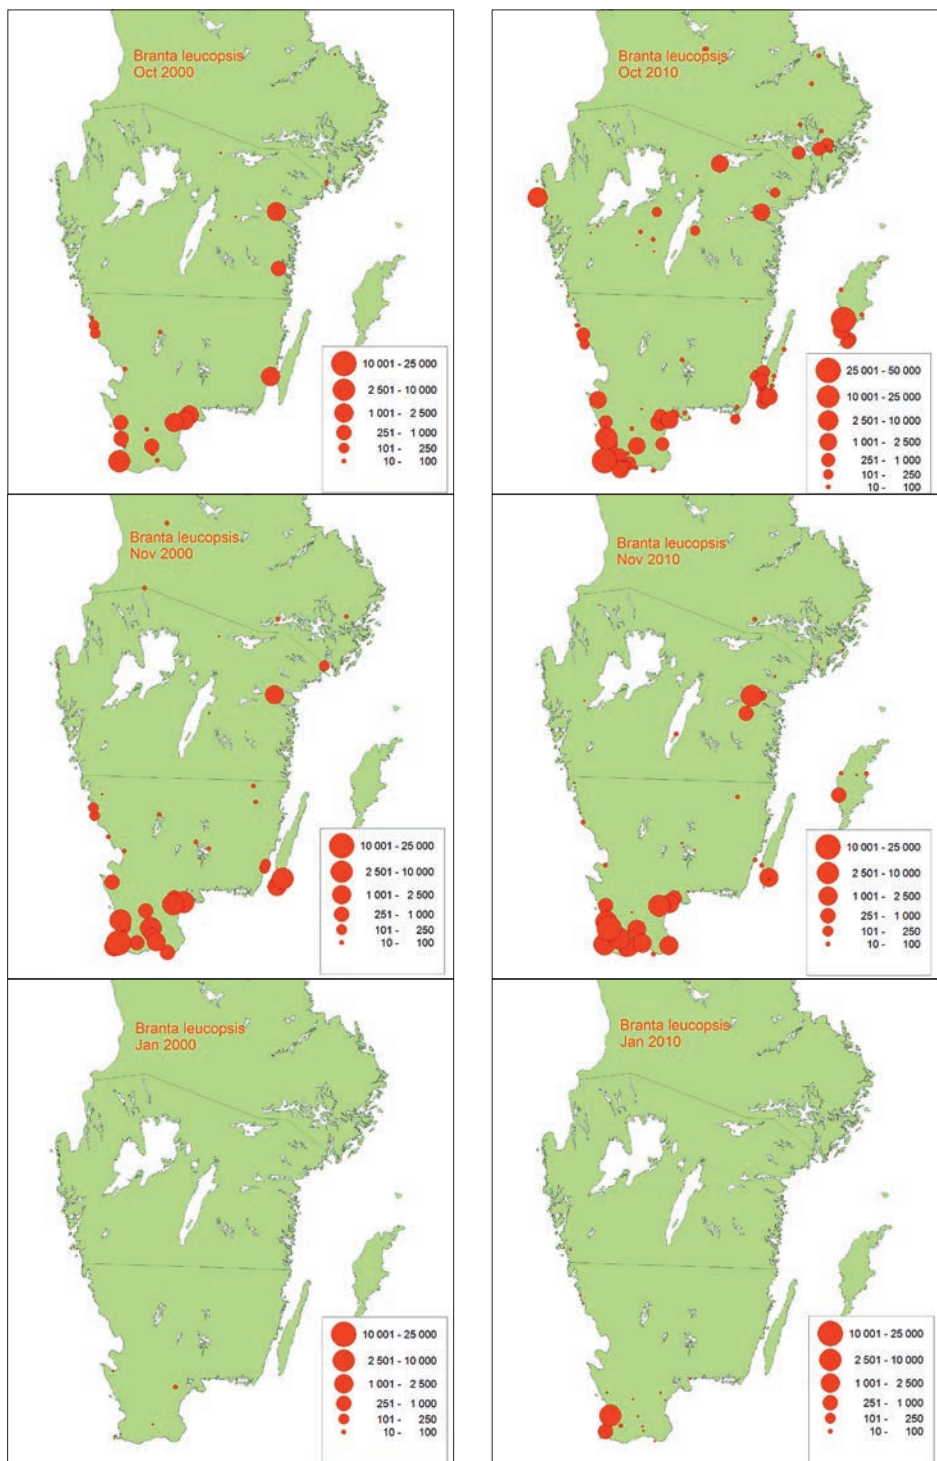 Branta leucopsis
Oct 2000
10 001 - 25 000
2 501 - 10 000
1 001 - 2 500
251 - 1 000
101 - 250
10 - 100
Branta leucopsis
Oct 2010
25 001 - 50 000
10 001 - 25 000
2 501 - 10 000
1 001 - 2 500
251 - 1 000
101 - 250
10 - 100
Branta leucopsis
Nov 2000
10 001 - 25 000
2 501 - 10 000
1 001 - 2 500
251 - 1 000
101 - 250
10 - 100
Branta leucopsis
Nov 2010
10 001 - 25 000
2 501 - 10 000
1 001 - 2 500
251 - 1 000
101 - 250
10 - 100
Branta leucopsis
Jan 2000
10 001 - 25 000
2 501 - 10 000
1 001 - 2 500
251 - 1 000
101 - 250
10 - 100
Branta leucopsis
Jan 2010
10 001 - 25 000
2 501 - 10 000
1 001 - 2 500
251 - 1 000
101 - 250
10 - 100